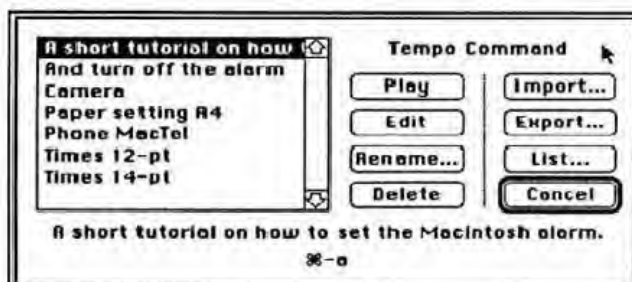 A short tutorial on how
And turn off the alarm
Camera
Paper setting A4
Phone MacTel
Times 12-pt
Times 14-pt
Tempo Command
Play
Import...
Edit
Export...
Rename...
List...
Delete
Cancel
A short tutorial on how to set the Macintosh alarm.
⌘-a